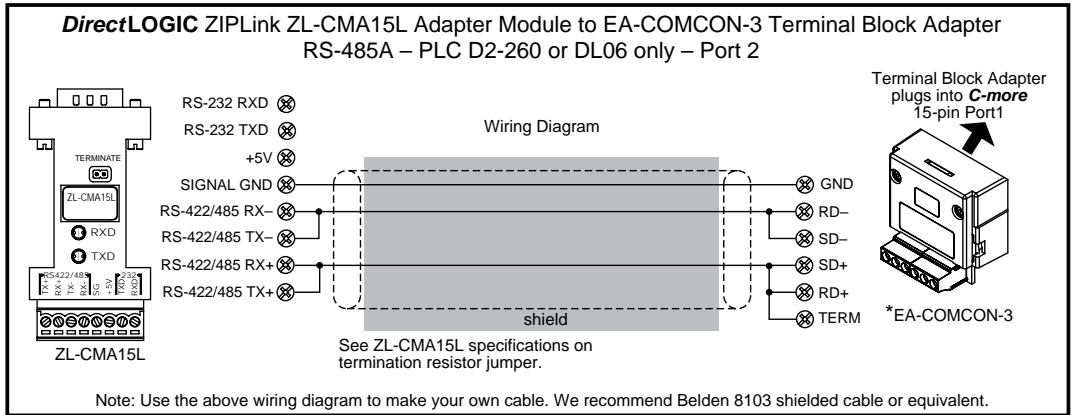 DirectLOGIC ZIPLink ZL-CMA15L Adapter Module to EA-COMCON-3 Terminal Block Adapter
RS-485A – PLC D2-260 or DL06 only – Port 2
Terminal Block Adapter
plugs into C-more
15-pin Port1
RS-232 RXD
RS-232 TXD
+5V
SIGNAL GND
RS-422/485 RX–
RS-422/485 TX–
RS-422/485 RX+
RS-422/485 TX+
Wiring Diagram
shield
GND
RD–
SD–
SD+
RD+
TERM
TERMINATE
ZL-CMA15L
RXD
TXD
RS422/485
232
TX+
RX+
TX-
RX-
SG
+5V
TXD
RXD
ZL-CMA15L
*EA-COMCON-3
See ZL-CMA15L specifications on
termination resistor jumper.
Note: Use the above wiring diagram to make your own cable. We recommend Belden 8103 shielded cable or equivalent.